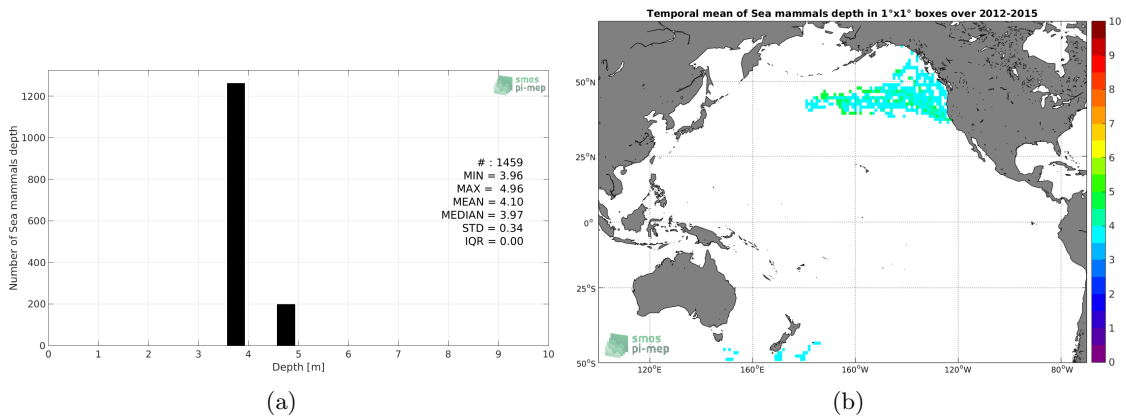 Temporal mean of Sea mammals depth in 1°x1° boxes over 2012-2015
1200
1000
800
600
400
200
0
Number of Sea mammals depth
smos
pi-mep
# : 1459
MIN = 3.96
MAX = 4.96
MEAN = 4.10
MEDIAN = 3.97
STD = 0.34
IQR = 0.00
0 1 2 3 4 5 6 7 8 9 10
Depth [m]
(a)
50°N
25°N
0°
25°S
50°S
120°E 160°E 160°W 120°W 80°W
smos
pi-mep
10
9
8
7
6
5
4
3
2
1
0
(b)